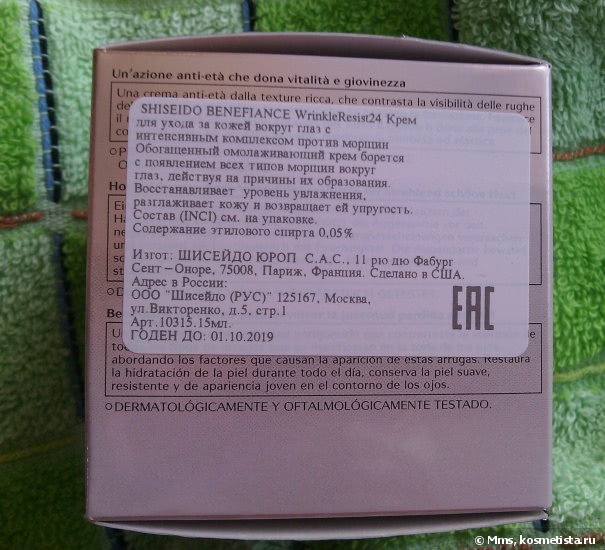 Un'azione anti-età che dona vitalità e giovinezza
Una crema anti-età dalla texture ricca, che contrasta la visibilità delle rughe
SHISEIDO BENEFIANCE WrinkleResist24 Крем
для ухода за кожей вокруг глаз с
интенсивным комплексом против морщин
Обогащенный омолаживающий крем борется
с появлением всех типов морщин вокруг
глаз, действуя на причины их образования.
Восстанавливает уровень увлажнения,
разглаживает кожу и возвращает ей упругость.
Состав (INCI) см. на упаковке.
Содержание этилового спирта 0,05%
Изгот: ШИСЕЙДО ЮРОП С.А.С., 11 рю дю Фабург
Сент-Оноре, 75008, Париж, Франция. Сделано в США.
Адрес в России:
ООО "Шисейдо (РУС)" 125167, Москва,
ул.Викторенко, д.5, стр.1
Арт.10315.15мл.
ГОДЕН ДО: 01.10.2019
EAC
abordando los factores que causan la aparición de estas arrugas. Restaura
la hidratación de la piel durante todo el día, conserva la piel suave,
resistente y de apariencia joven en el contorno de los ojos.
DERMATOLÓGICAMENTE Y OFTALMOLÓGICAMENTE TESTADO.
© Mms, kosmetista.ru